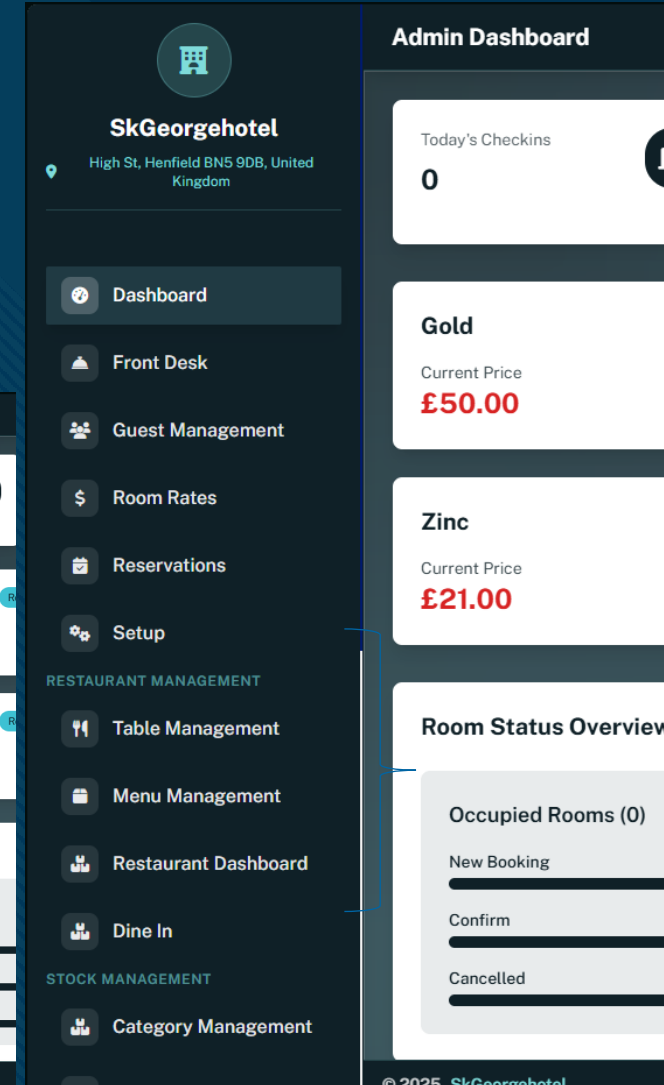 SkGeorgehotel
High St, Henfield BN5 9DB, United
Kingdom
Dashboard
Front Desk
Guest Management
Room Rates
Reservations
Setup
RESTAURANT MANAGEMENT
Table Management
Menu Management
Restaurant Dashboard
Dine In
STOCK MANAGEMENT
Category Management
Admin Dashboard
Today's Checkins
0
Gold
Current Price
£50.00
Zinc
Current Price
£21.00
Room Status Overview
Occupied Rooms (0)
New Booking
Confirm
Cancelled
© 2025 SkGeorgehotel